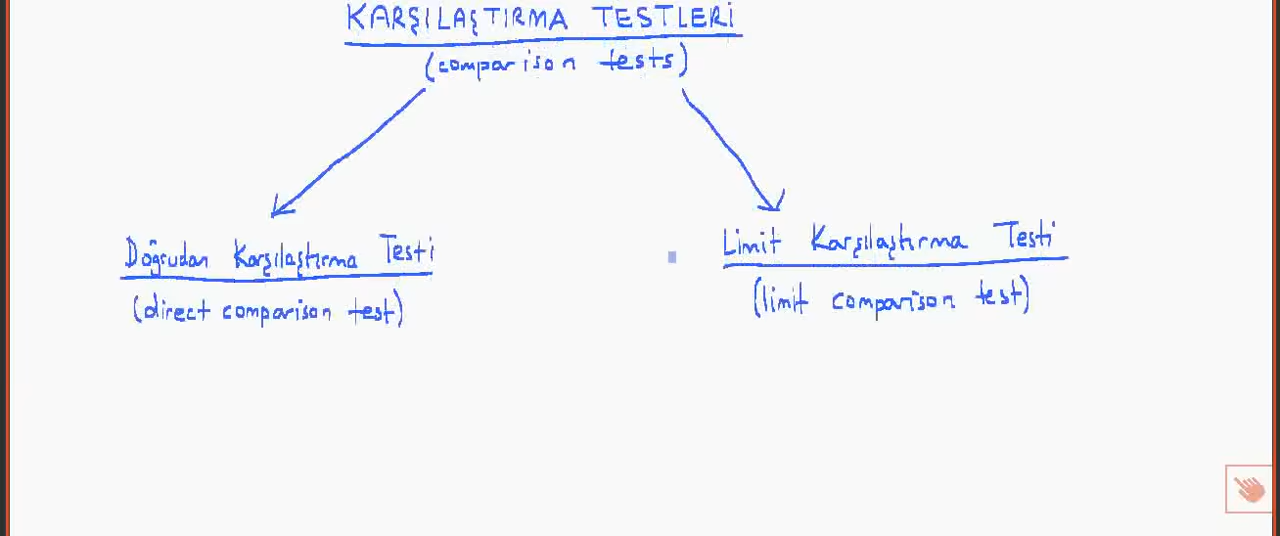 KARŞILAŞTIRMA TESTLERİ
(comparison tests)
Doğrudan Karşılaştırma Testi
(direct comparison test)
Limit Karşılaştırma Testi
(limit comparison test)